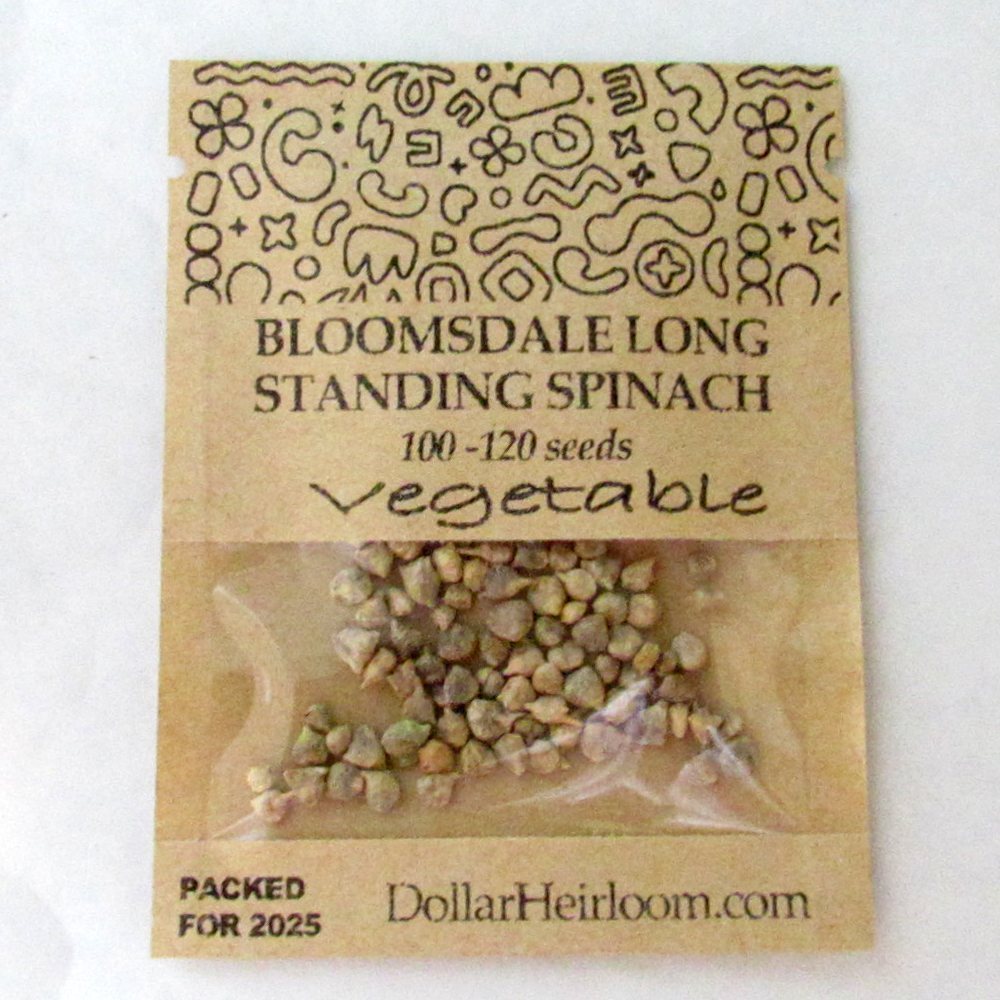 BLOOMSDALE LONG
STANDING SPINACH
100 -120 seeds
vegetable
PACKED
FOR 2025
DollarHeirloom.com